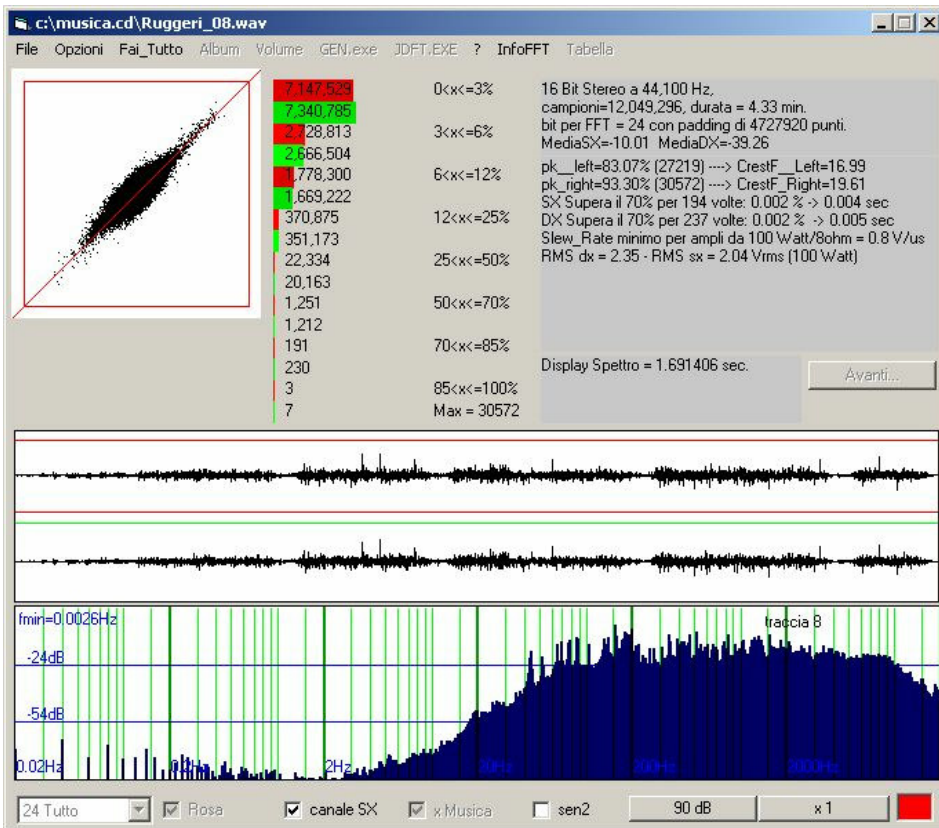 c:\musica.cd\Ruggeri_08.wav
File Opzioni Fai_Tutto Album Volume GEN.exe JDFT.EXE ? InfoFFT Tabella
7,147,529 0<x<=3%
7,340,785
2,728,813 3<x<=6%
2,666,504
1,778,300 6<x<=12%
1,669,222
370,875 12<x<=25%
351,173
22,334 25<x<=50%
20,163
1,251 50<x<=70%
1,212
191 70<x<=85%
230
3 85<x<=100%
7 Max = 30572
16 Bit Stereo a 44,100 Hz,
campioni=12,049,296, durata = 4.33 min.
bit per FFT = 24 con padding di 4727920 punti.
MediaSX=-10.01 MediaDX=-39.26
pk__left=83.07% (27219) ----> CrestF__Left=16.99
pk_right=93.30% (30572) ----> CrestF_Right=19.61
SX Supera il 70% per 194 volte: 0.002 % -> 0.004 sec
DX Supera il 70% per 237 volte: 0.002 % -> 0.005 sec
Slew_Rate minimo per ampli da 100 Watt/8ohm = 0.8 V/us
RMS dx = 2.35 - RMS sx = 2.04 Vrms (100 Watt)
Display Spettro = 1.691406 sec.
Avanti...
fmin=0.0026Hz traccia 8
-24dB
-54dB
0.02Hz 0.2Hz 2Hz 20Hz 200Hz 2000Hz
24 Tutto Rosa canale SX x Musica sen2 90 dB x 1